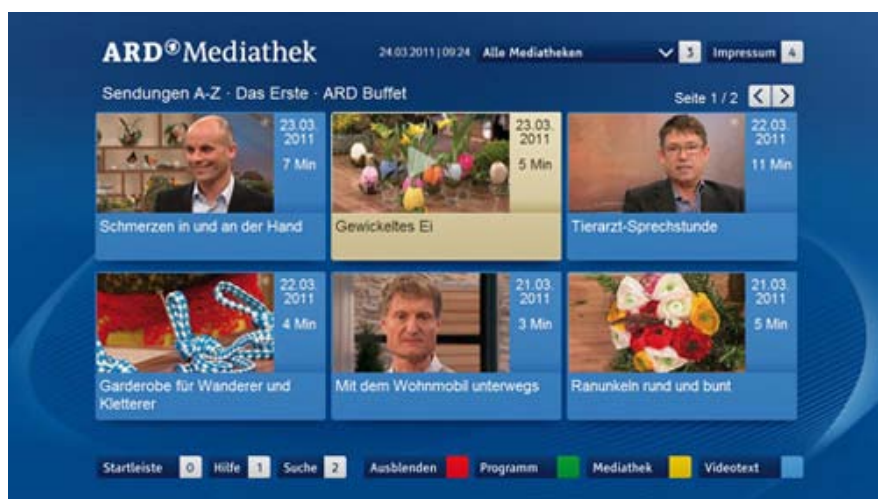 ARD Mediathek
24.03.2011 | 09:24 Alle Mediatheken 3 Impressum 4
Sendungen A-Z · Das Erste · ARD Buffet
Seite 1 / 2 < >
23.03.
2011
7 Min
Schmerzen in und an der Hand
23.03.
2011
5 Min
Gewickeltes Ei
22.03.
2011
11 Min
Tierarzt-Sprechstunde
22.03.
2011
4 Min
Garderobe für Wanderer und
Kletterer
21.03.
2011
3 Min
Mit dem Wohnmobil unterwegs
21.03.
2011
5 Min
Ranunkeln rund und bunt
Startleiste 0 Hilfe 1 Suche 2 Ausblenden Programm Mediathek Videotext